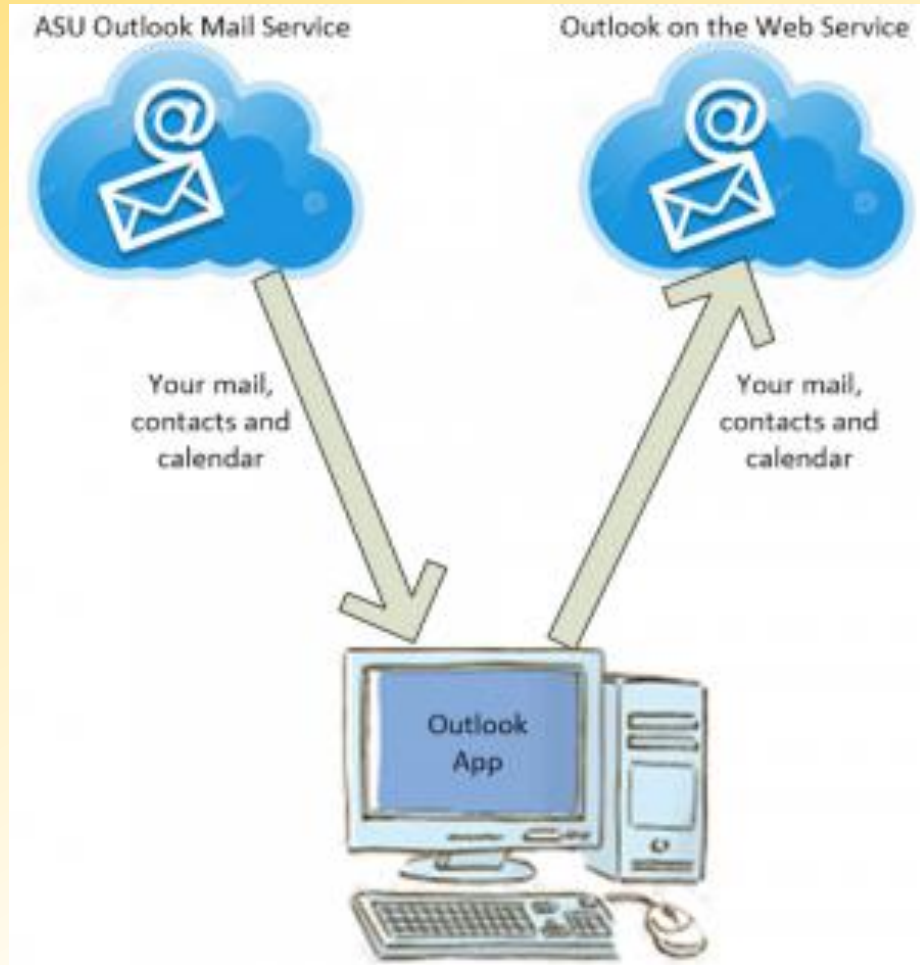 ASU Outlook Mail Service
Outlook on the Web Service
Your mail,
contacts and
calendar
Your mail,
contacts and
calendar
Outlook
App